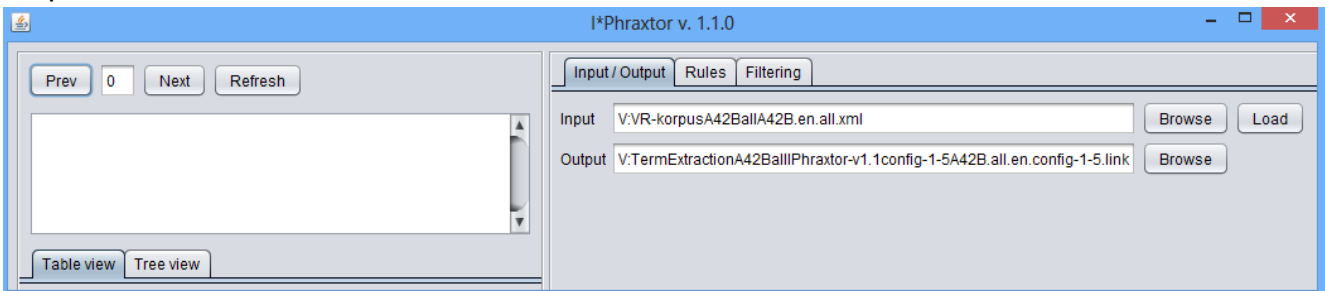 I*Phraxtor v. 1.1.0
Prev 0 Next Refresh
Table view Tree view
Input / Output Rules Filtering
Input V:VR-korpusA42BallA42B.en.all.xml Browse Load
Output V:TermExtractionA42BallIPhraxtor-v1.1config-1-5A42B.all.en.config-1-5.link Browse